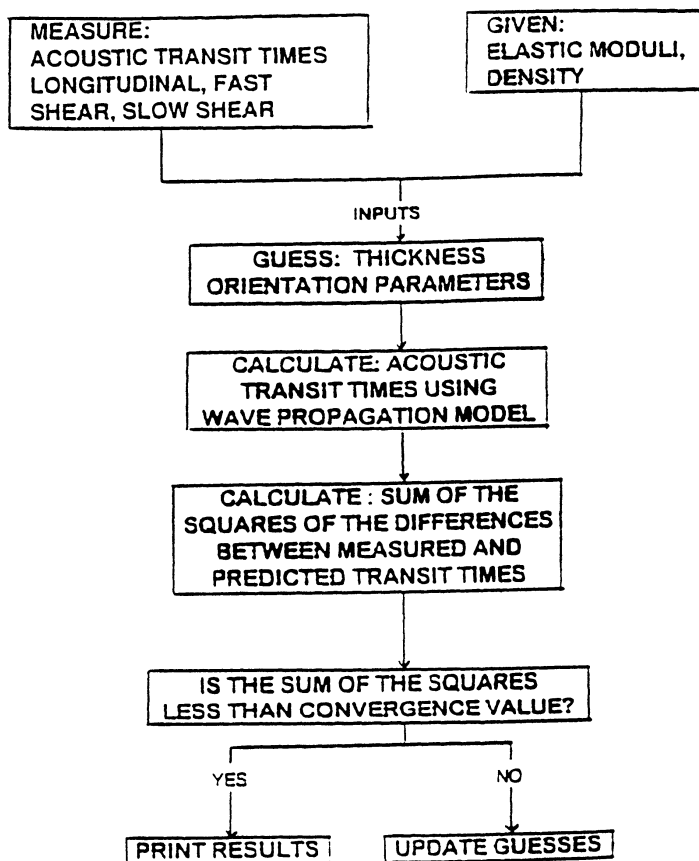 MEASURE:
ACOUSTIC TRANSIT TIMES
LONGITUDINAL, FAST
SHEAR, SLOW SHEAR
GIVEN:
ELASTIC MODULI,
DENSITY
INPUTS
GUESS: THICKNESS
ORIENTATION PARAMETERS
CALCULATE: ACOUSTIC
TRANSIT TIMES USING
WAVE PROPAGATION MODEL
CALCULATE : SUM OF THE
SQUARES OF THE DIFFERENCES
BETWEEN MEASURED AND
PREDICTED TRANSIT TIMES
IS THE SUM OF THE SQUARES
LESS THAN CONVERGENCE VALUE?
YES
NO
PRINT RESULTS
UPDATE GUESSES